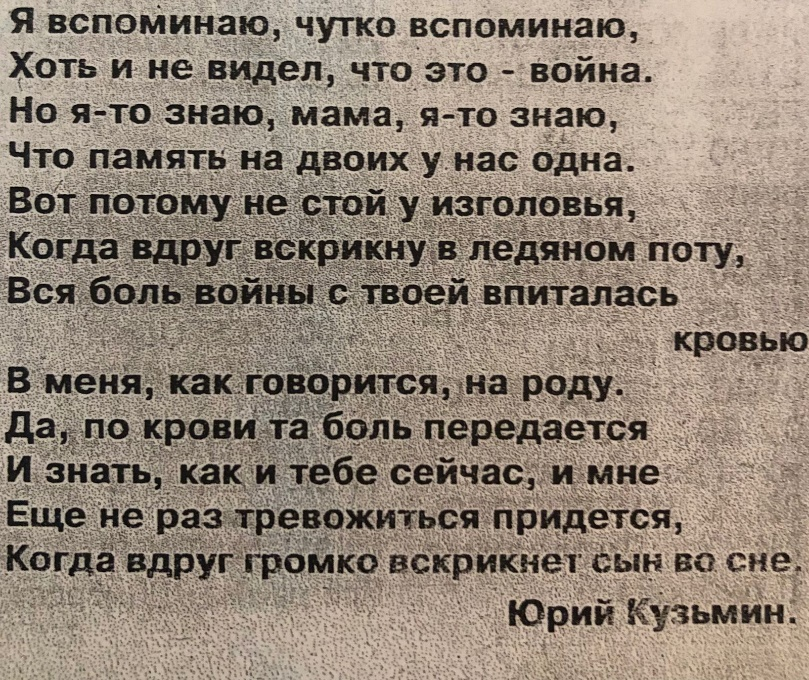 Я вспоминаю, чутко вспоминаю,
Хоть и не видел, что это - война.
Но я-то знаю, мама, я-то знаю,
Что память на двоих у нас одна.
Вот потому не стой у изголовья,
Когда вдруг вскрикну в ледяном поту,
Вся боль войны с твоей впиталась
кровью
В меня, как говорится, на роду.
Да, по крови та боль передается
И знать, как и тебе сейчас, и мне
Еще не раз тревожиться придется,
Когда вдруг громко вскрикнет сын во сне.
Юрий Кузьмин.